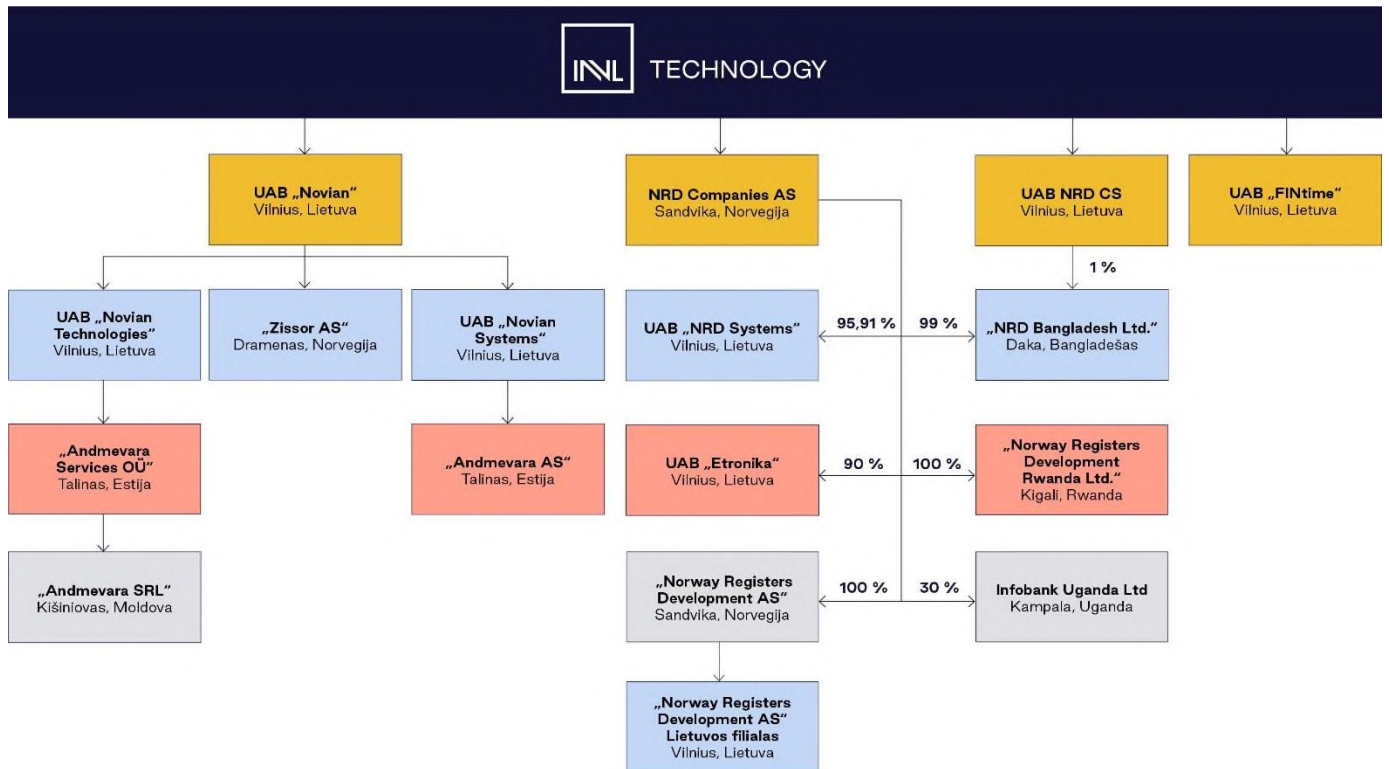 INVL TECHNOLOGY
UAB „Novian“
Vilnius, Lietuva
NRD Companies AS
Sandvika, Norvegija
UAB NRD CS
Vilnius, Lietuva
UAB „FINtime“
Vilnius, Lietuva
1 %
UAB „Novian
Technologies“
Vilnius, Lietuva
„Zissor AS“
Dramenas, Norvegija
UAB „Novian
Systems“
Vilnius, Lietuva
UAB „NRD Systems“
Vilnius, Lietuva
95,91 %
99 %
„NRD Bangladesh Ltd.“
Daka, Bangladešas
„Andmevara
Services OÜ“
Talinas, Estija
„Andmevara AS“
Talinas, Estija
UAB „Etronika“
Vilnius, Lietuva
90 %
100 %
„Norway Registers
Development
Rwanda Ltd.“
Kigali, Rwanda
„Andmevara SRL“
Kišiniovas, Moldova
„Norway Registers
Development AS“
Sandvika, Norvegija
100 %
30 %
Infobank Uganda Ltd
Kampala, Uganda
„Norway Registers
Development AS“
Lietuvos filialas
Vilnius, Lietuva